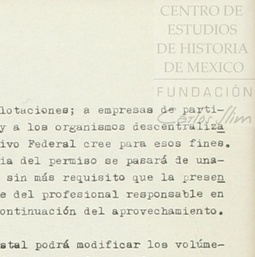 CENTRO DE
ESTUDIOS
DE HISTORIA
DE MEXICO
FUNDACIÓN
Carlos Slim
lotaciones; a empresas de parti-
y a los organismos descentraliza
ivo Federal cree para esos fines.
ia del permiso se pasará de una-
sin más requisito que la presen
e del profesional responsable en
ontinuación del aprovechamiento.
stal podrá modificar los volúme-